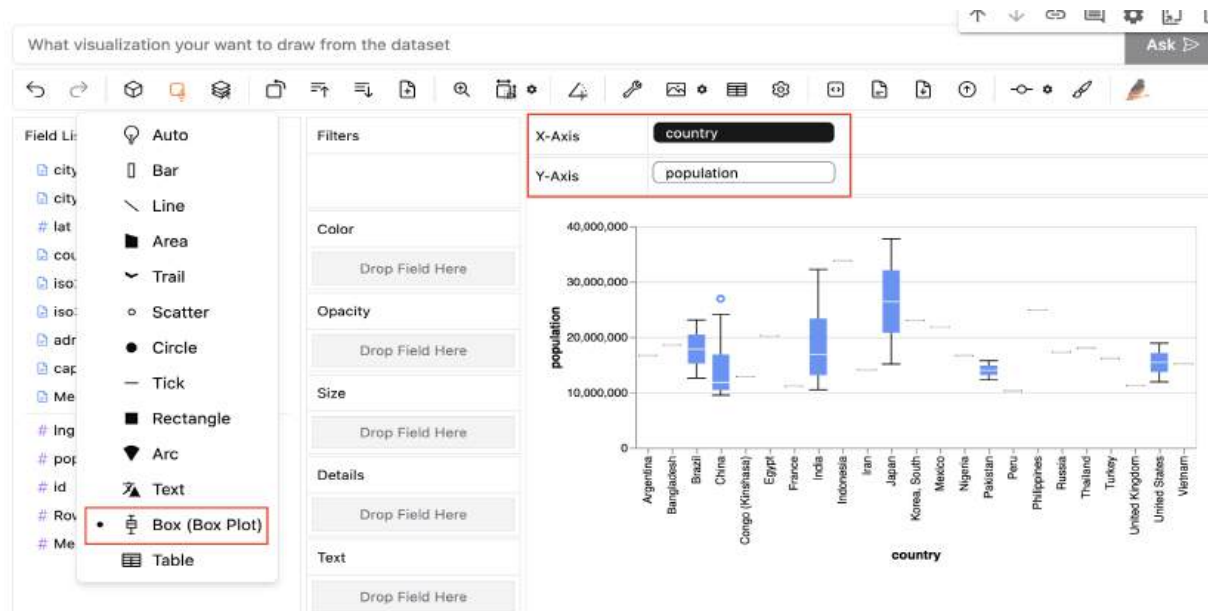 What visualization your want to draw from the dataset
Ask
Field Li
city
city
# lat
cou
iso
iso
adr
cap
Me
# lng
# pop
# id
# Rov
# Me
Auto
Bar
Line
Area
Trail
Scatter
Circle
Tick
Rectangle
Arc
Text
Box (Box Plot)
Table
Filters
Color
Drop Field Here
Opacity
Drop Field Here
Size
Drop Field Here
Details
Drop Field Here
Text
Drop Field Here
X-Axis country
Y-Axis population
40,000,000
30,000,000
20,000,000
10,000,000
0
population
Argentina
Bangladesh
Brazil
China
Congo (Kinshasa)
Egypt
France
India
Indonesia
Iran
Japan
Korea, South
Mexico
Nigeria
Pakistan
Peru
Philippines
Russia
Thailand
Turkey
United Kingdom
United States
Vietnam
country